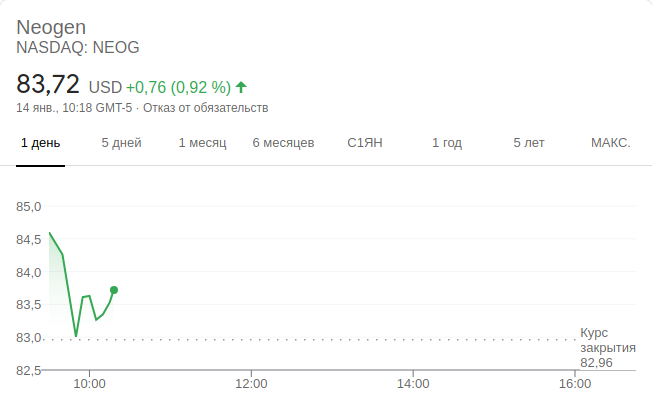 Neogen
NASDAQ: NEOG
83,72 USD +0,76 (0,92 %)
14 янв., 10:18 GMT-5 · Отказ от обязательств
1 день 5 дней 1 месяц 6 месяцев С1ЯН 1 год 5 лет МАКС.
85,0
84,5
84,0
83,5
83,0
82,5
Курс
закрытия
82,96
10:00 12:00 14:00 16:00